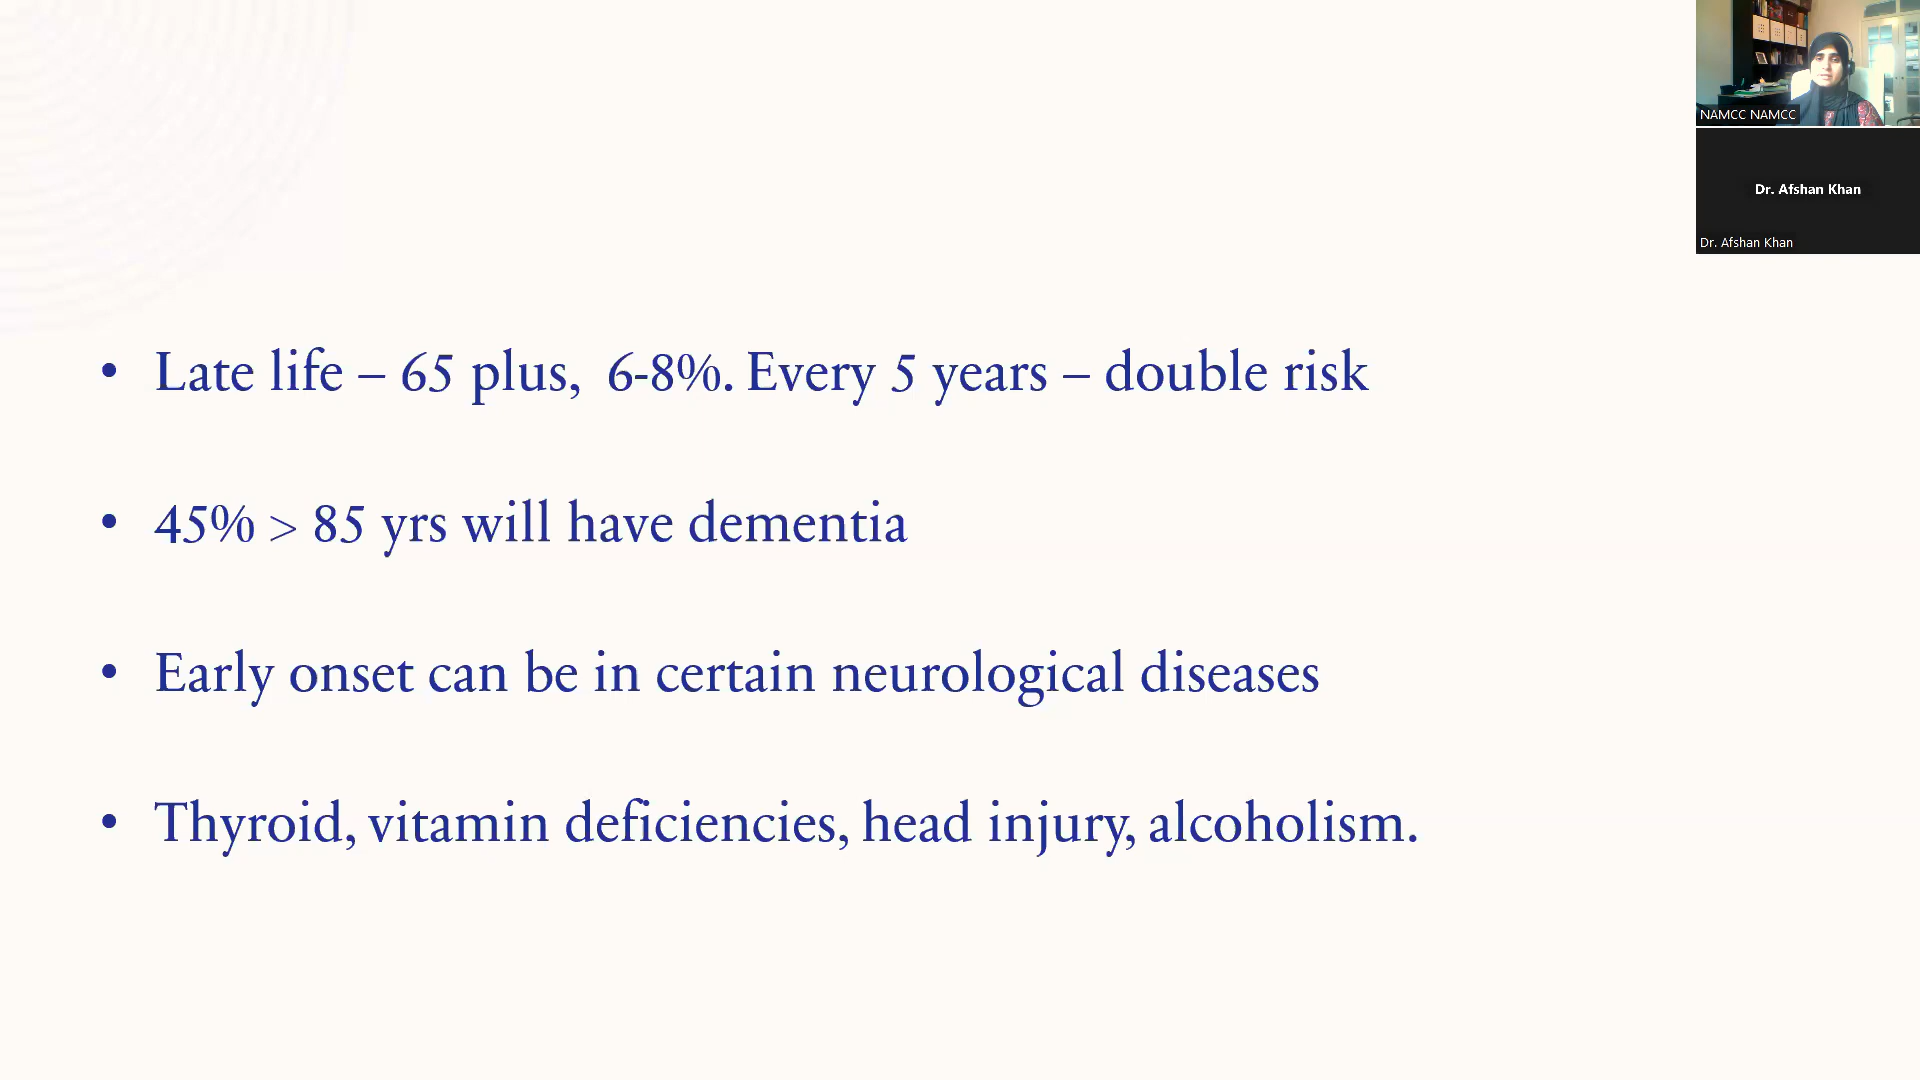 NAMCC NAMCC
Dr. Afshan Khan
Dr. Afshan Khan
• Late life – 65 plus,  6-8%. Every 5 years – double risk
• 45% > 85 yrs will have dementia
• Early onset can be in certain neurological diseases
• Thyroid, vitamin deficiencies, head injury, alcoholism.